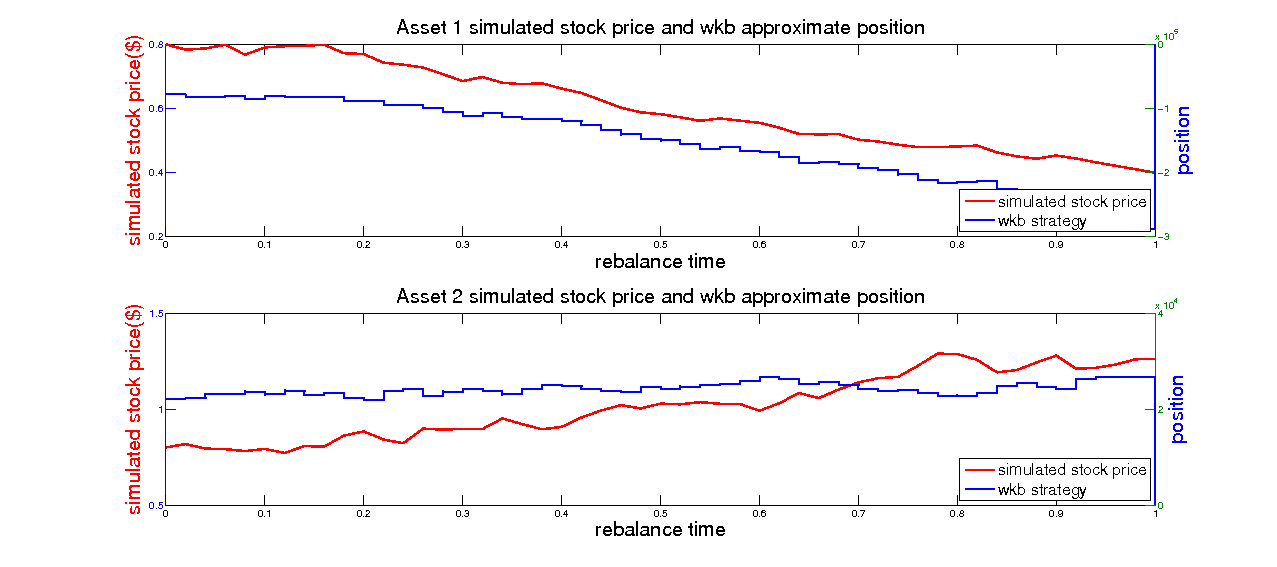 Asset 1 simulated stock price and wkb approximate position
simulated stock price($)
0.8
0.6
0.4
0.2
x 10
0
-1
-2
-3
position
simulated stock price
wkb strategy
0 0.1 0.2 0.3 0.4 0.5 0.6 0.7 0.8 0.9 1
rebalance time
Asset 2 simulated stock price and wkb approximate position
simulated stock price($)
1.5
1
0.5
x 10^4
4
2
0
position
simulated stock price
wkb strategy
0 0.1 0.2 0.3 0.4 0.5 0.6 0.7 0.8 0.9 1
rebalance time